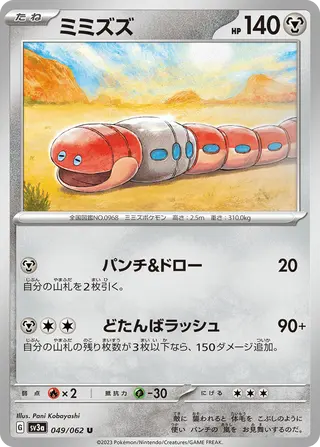 たね ミミズズ HP 140
全国図鑑NO.0968 ミミズポケモン 高さ：2.5m 重さ：310.0kg
パンチ&ドロー 20
自分の山札を2枚引く。
どたんばラッシュ 90+
自分の山札の残り枚数が3枚以下なら、150ダメージ追加。
弱点 ×2 抵抗力 -30 にげる
Illus. Pani Kobayashi
G sv3a 049/062 U
©2023 Pokémon/Nintendo/Creatures/GAME FREAK.